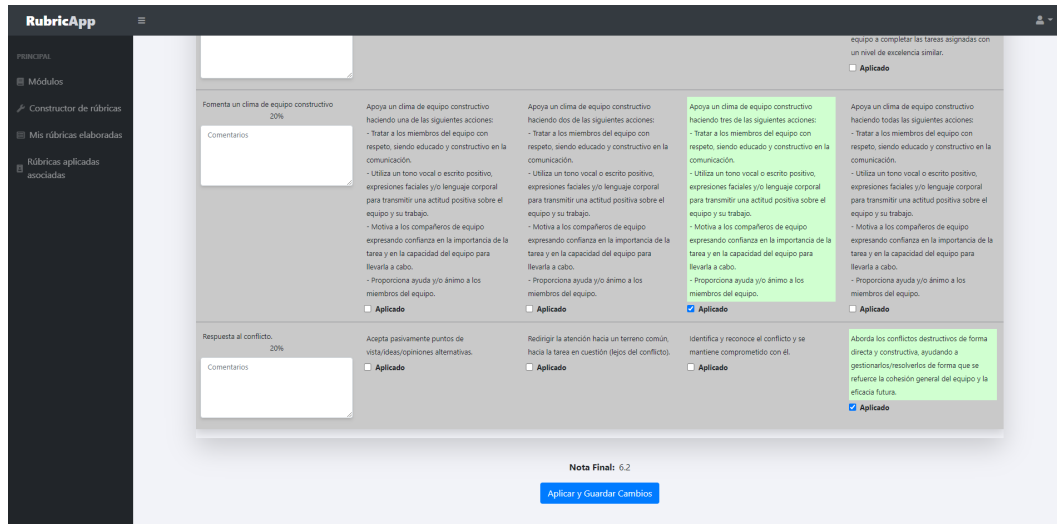 RubricApp
PRINCIPAL
Módulos
Constructor de rúbricas
Mis rúbricas elaboradas
Rúbricas aplicadas
asociadas
equipo a completar las tareas asignadas con
un nivel de excelencia similar.
Aplicado
Fomenta un clima de equipo constructivo
20%
Comentarios
Apoya un clima de equipo constructivo
haciendo una de las siguientes acciones:
- Tratar a los miembros del equipo con
respeto, siendo educado y constructivo en la
comunicación.
- Utiliza un tono vocal o escrito positivo,
expresiones faciales y/o lenguaje corporal
para transmitir una actitud positiva sobre el
equipo y su trabajo.
- Motiva a los compañeros de equipo
expresando confianza en la importancia de la
tarea y en la capacidad del equipo para
llevarla a cabo.
- Proporciona ayuda y/o ánimo a los
miembros del equipo.
Aplicado
Apoya un clima de equipo constructivo
haciendo dos de las siguientes acciones:
- Tratar a los miembros del equipo con
respeto, siendo educado y constructivo en la
comunicación.
- Utiliza un tono vocal o escrito positivo,
expresiones faciales y/o lenguaje corporal
para transmitir una actitud positiva sobre el
equipo y su trabajo.
- Motiva a los compañeros de equipo
expresando confianza en la importancia de la
tarea y en la capacidad del equipo para
llevarla a cabo.
- Proporciona ayuda y/o ánimo a los
miembros del equipo.
Aplicado
Apoya un clima de equipo constructivo
haciendo tres de las siguientes acciones:
- Tratar a los miembros del equipo con
respeto, siendo educado y constructivo en la
comunicación.
- Utiliza un tono vocal o escrito positivo,
expresiones faciales y/o lenguaje corporal
para transmitir una actitud positiva sobre el
equipo y su trabajo.
- Motiva a los compañeros de equipo
expresando confianza en la importancia de la
tarea y en la capacidad del equipo para
llevarla a cabo.
- Proporciona ayuda y/o ánimo a los
miembros del equipo.
Aplicado
Apoya un clima de equipo constructivo
haciendo todas las siguientes acciones:
- Tratar a los miembros del equipo con
respeto, siendo educado y constructivo en la
comunicación.
- Utiliza un tono vocal o escrito positivo,
expresiones faciales y/o lenguaje corporal
para transmitir una actitud positiva sobre el
equipo y su trabajo.
- Motiva a los compañeros de equipo
expresando confianza en la importancia de la
tarea y en la capacidad del equipo para
llevarla a cabo.
- Proporciona ayuda y/o ánimo a los
miembros del equipo.
Aplicado
Respuesta al conflicto.
20%
Comentarios
Acepta pasivamente puntos de
vista/ideas/opiniones alternativas.
Aplicado
Redirigir la atención hacia un terreno común,
hacia la tarea en cuestión (lejos del conflicto).
Aplicado
Identifica y reconoce el conflicto y se
mantiene comprometido con él.
Aplicado
Aborda los conflictos destructivos de forma
directa y constructiva, ayudando a
gestionarlos/resolverlos de forma que se
refuerce la cohesión general del equipo y la
eficacia futura.
Aplicado
Nota Final: 6.2
Aplicar y Guardar Cambios